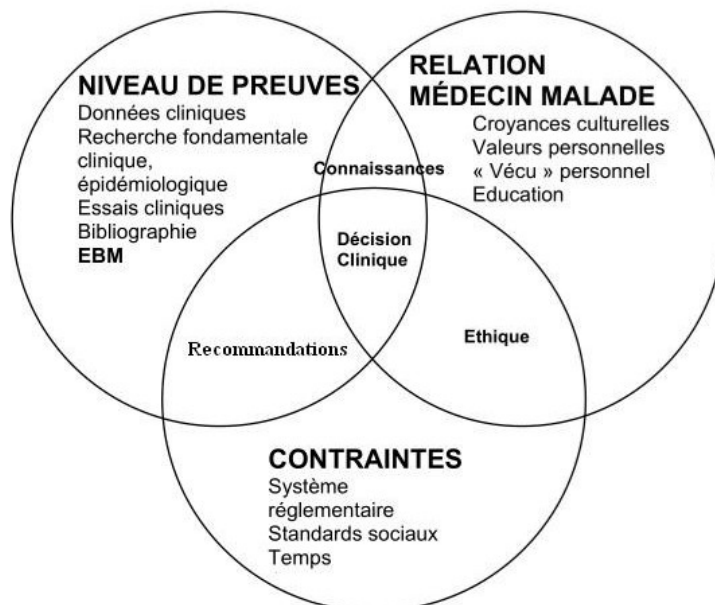 NIVEAU DE PREUVES
Données cliniques
Recherche fondamentale
clinique,
épidémiologique
Essais cliniques
Bibliographie
EBM
RELATION
MÉDECIN MALADE
Croyances culturelles
Valeurs personnelles
« Vécu » personnel
Education
Connaissances
Décision
Clinique
Recommandations
Ethique
CONTRAINTES
Système
réglementaire
Standards sociaux
Temps